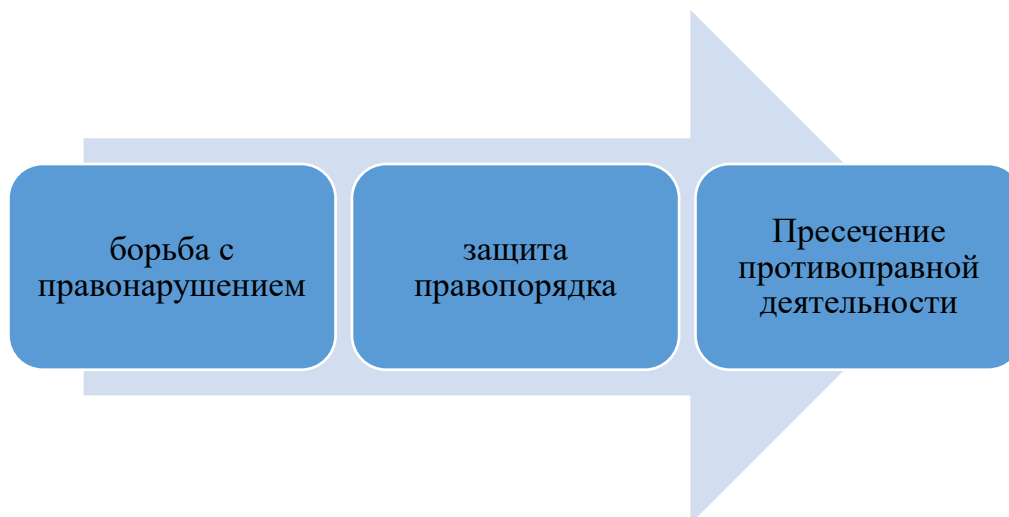 борьба с
правонарушением
защита
правопорядка
Пресечение
противоправной
деятельности